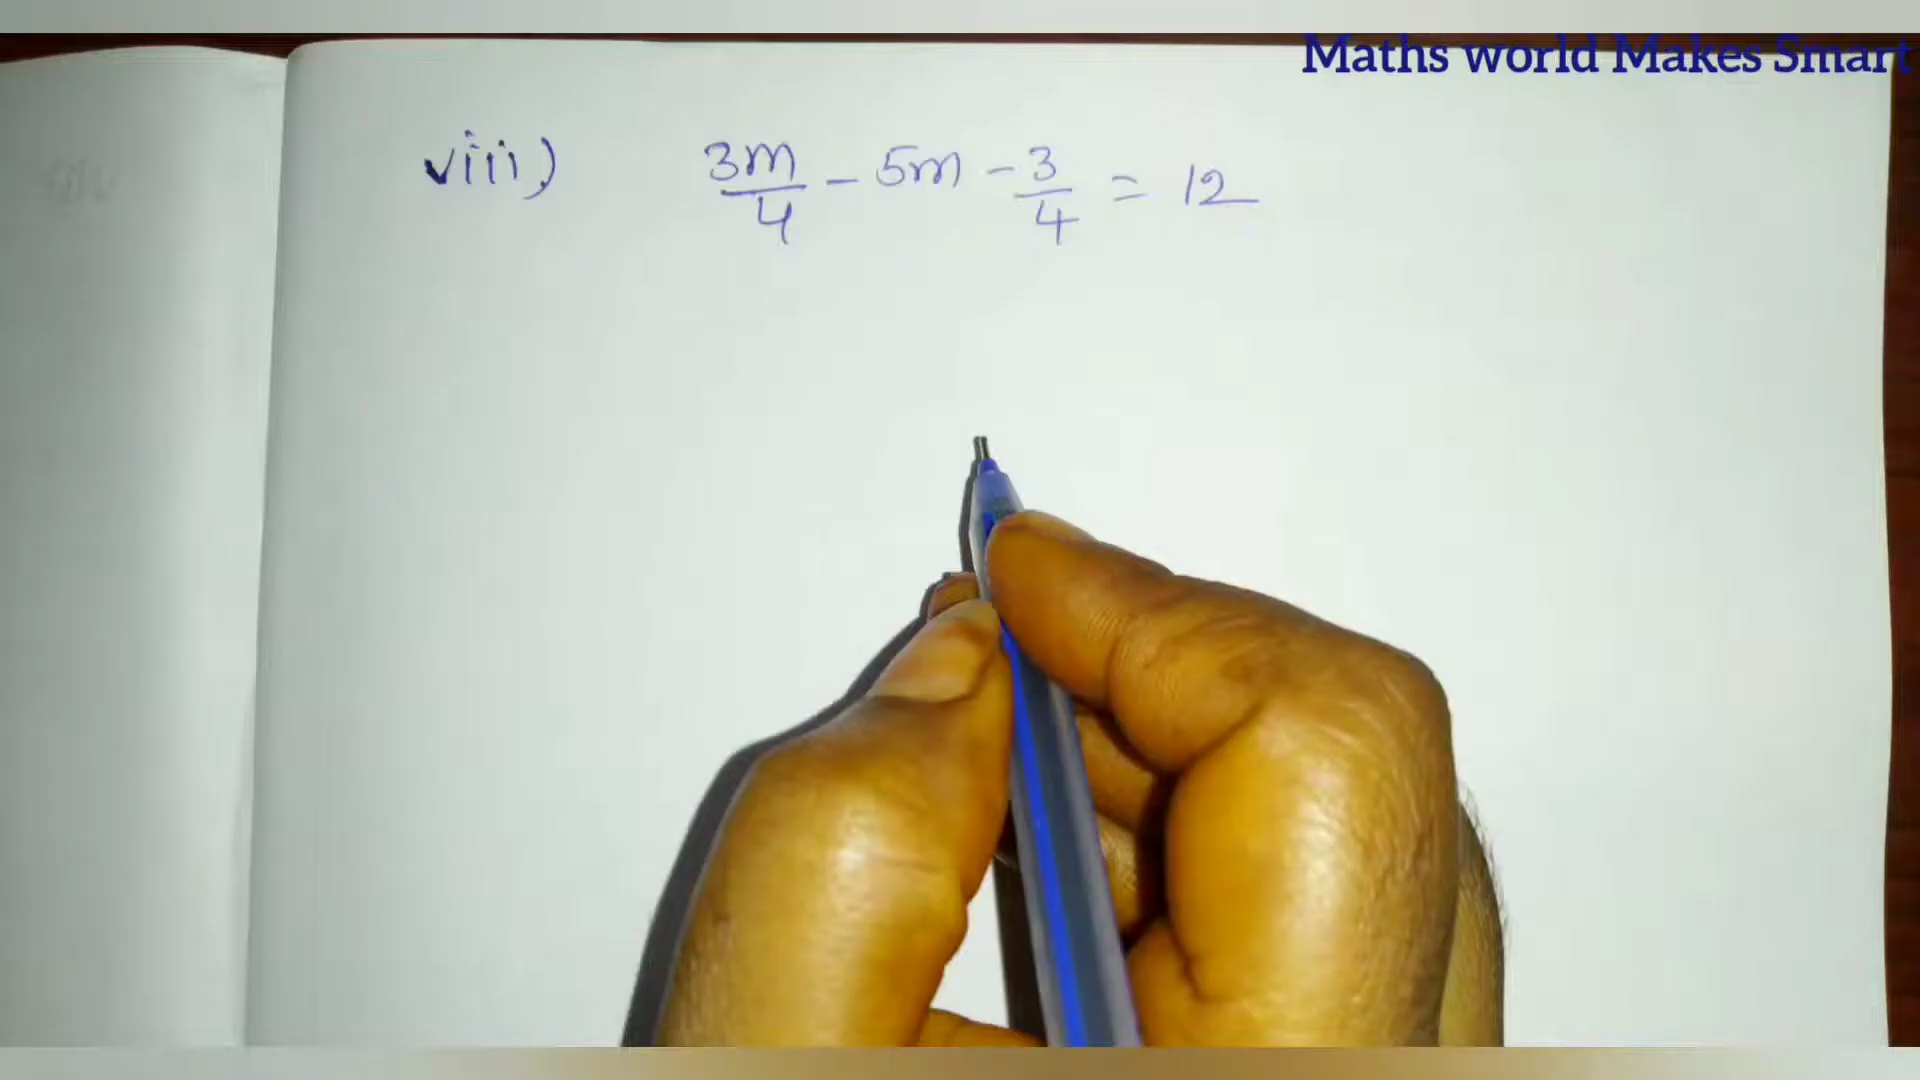 Maths world Makes Smart
viii) 3m/4 - 5m - 3/4 = 12